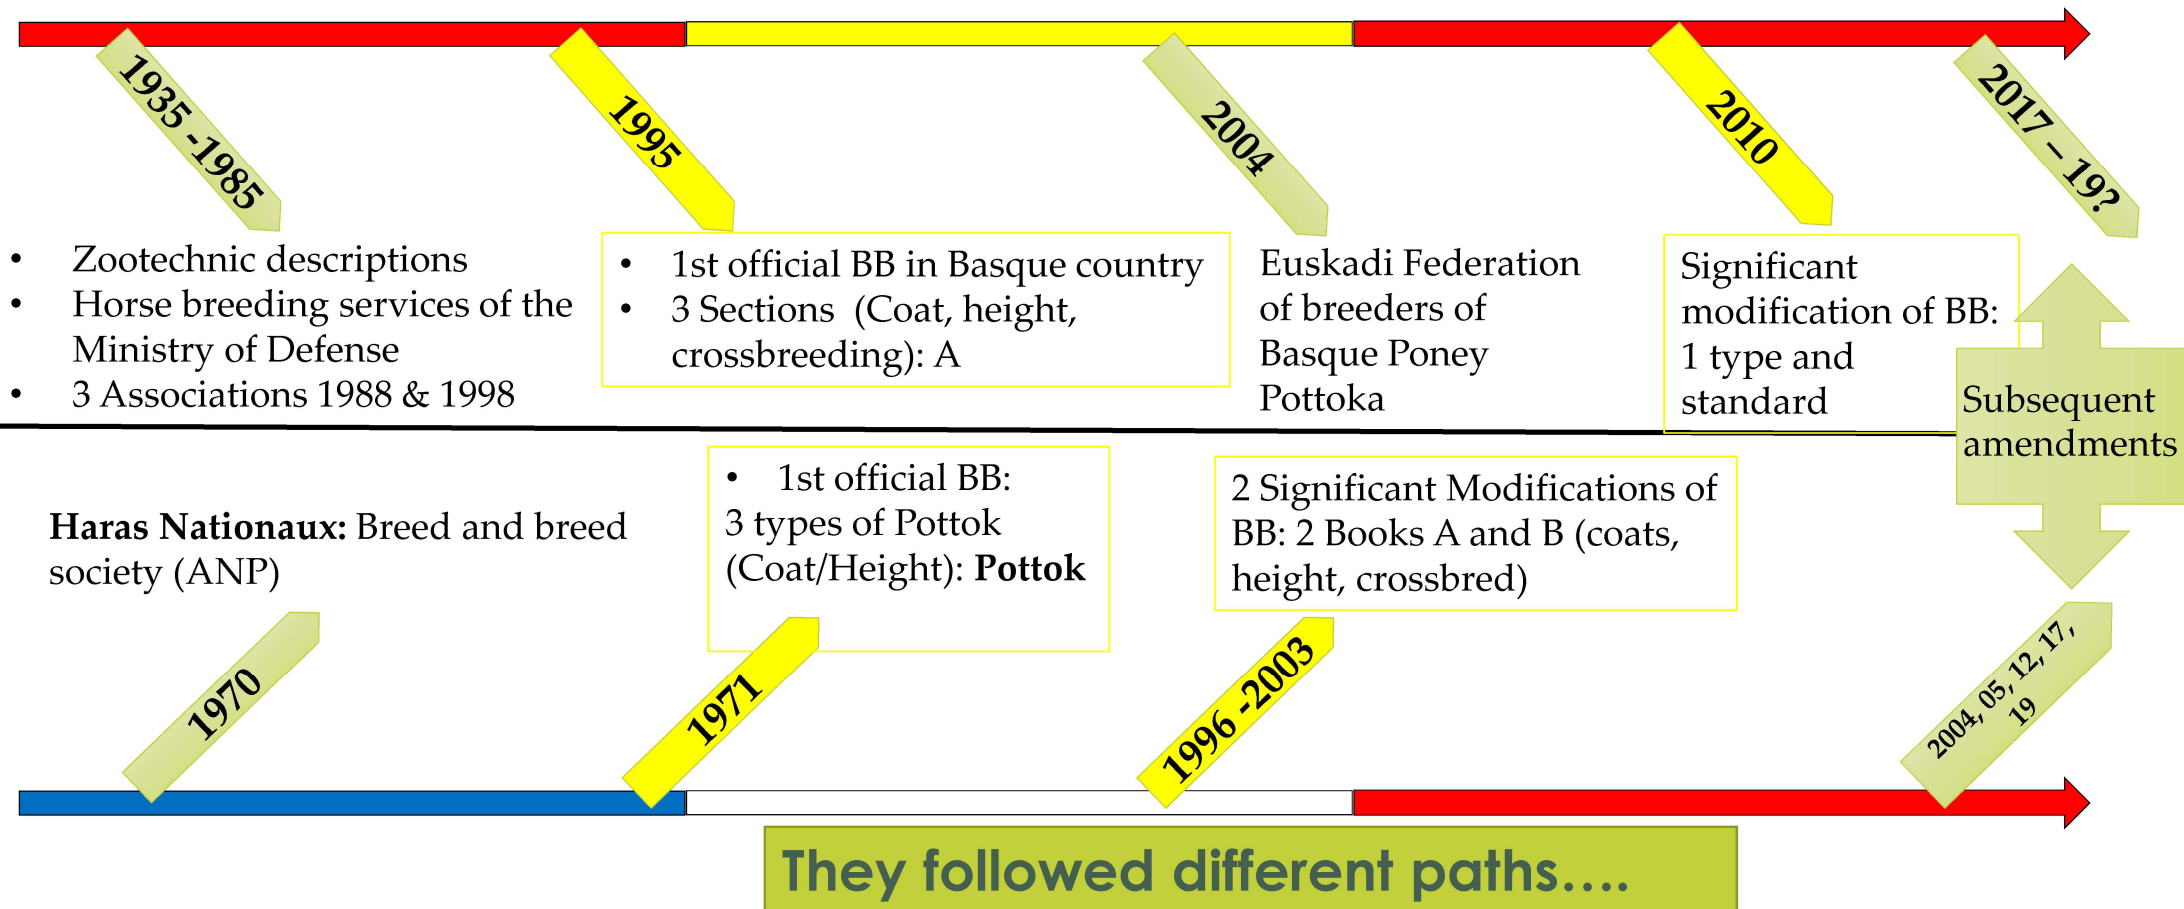 1935 -1985
1995
2004
2010
2017 – 19?
• Zootechnic descriptions
• Horse breeding services of the
Ministry of Defense
• 3 Associations 1988 & 1998
• 1st official BB in Basque country
• 3 Sections (Coat, height,
crossbreeding): A
Euskadi Federation
of breeders of
Basque Poney
Pottoka
Significant
modification of BB:
1 type and
standard
Subsequent
amendments
Haras Nationaux: Breed and breed
society (ANP)
• 1st official BB:
3 types of Pottok
(Coat/Height): Pottok
2 Significant Modifications of
BB: 2 Books A and B (coats,
height, crossbred)
1970
1971
1996 -2003
2004, 05, 12, 17,
19
They followed different paths....